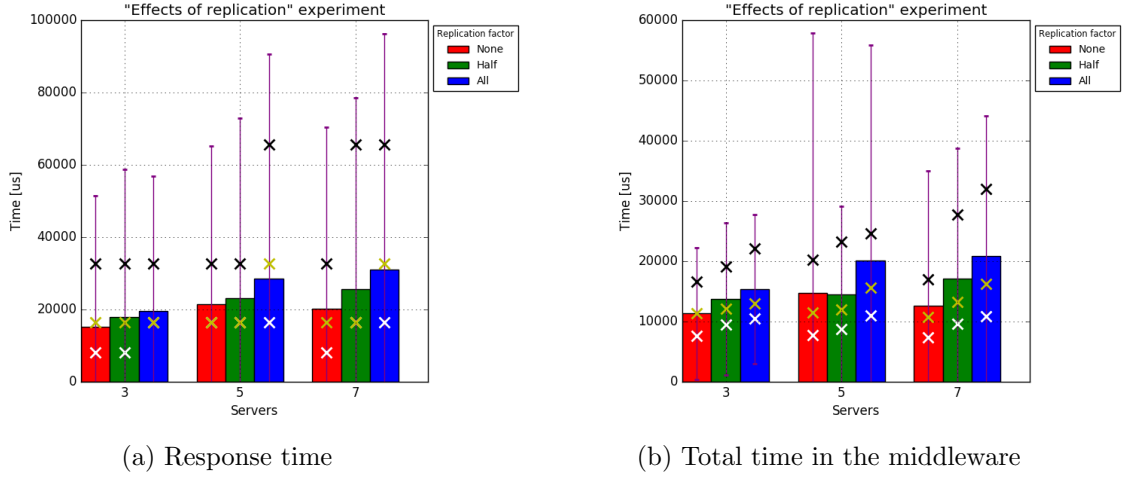 "Effects of replication" experiment
100000
80000
60000
40000
20000
0
Time [us]
3
5
7
Servers
Replication factor
None
Half
All
(a) Response time
"Effects of replication" experiment
60000
50000
40000
30000
20000
10000
0
Time [us]
3
5
7
Servers
Replication factor
None
Half
All
(b) Total time in the middleware